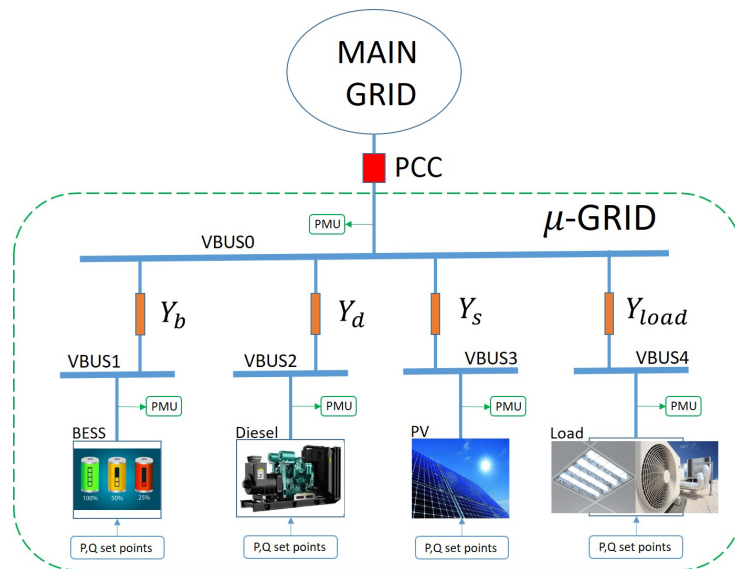 MAIN
GRID
PCC
PMU
μ-GRID
VBUS0
Y_b
Y_d
Y_s
Y_load
VBUS1
VBUS2
VBUS3
VBUS4
PMU
PMU
PMU
PMU
BESS
Diesel
PV
Load
100%
50%
25%
P,Q set points
P,Q set points
P,Q set points
P,Q set points